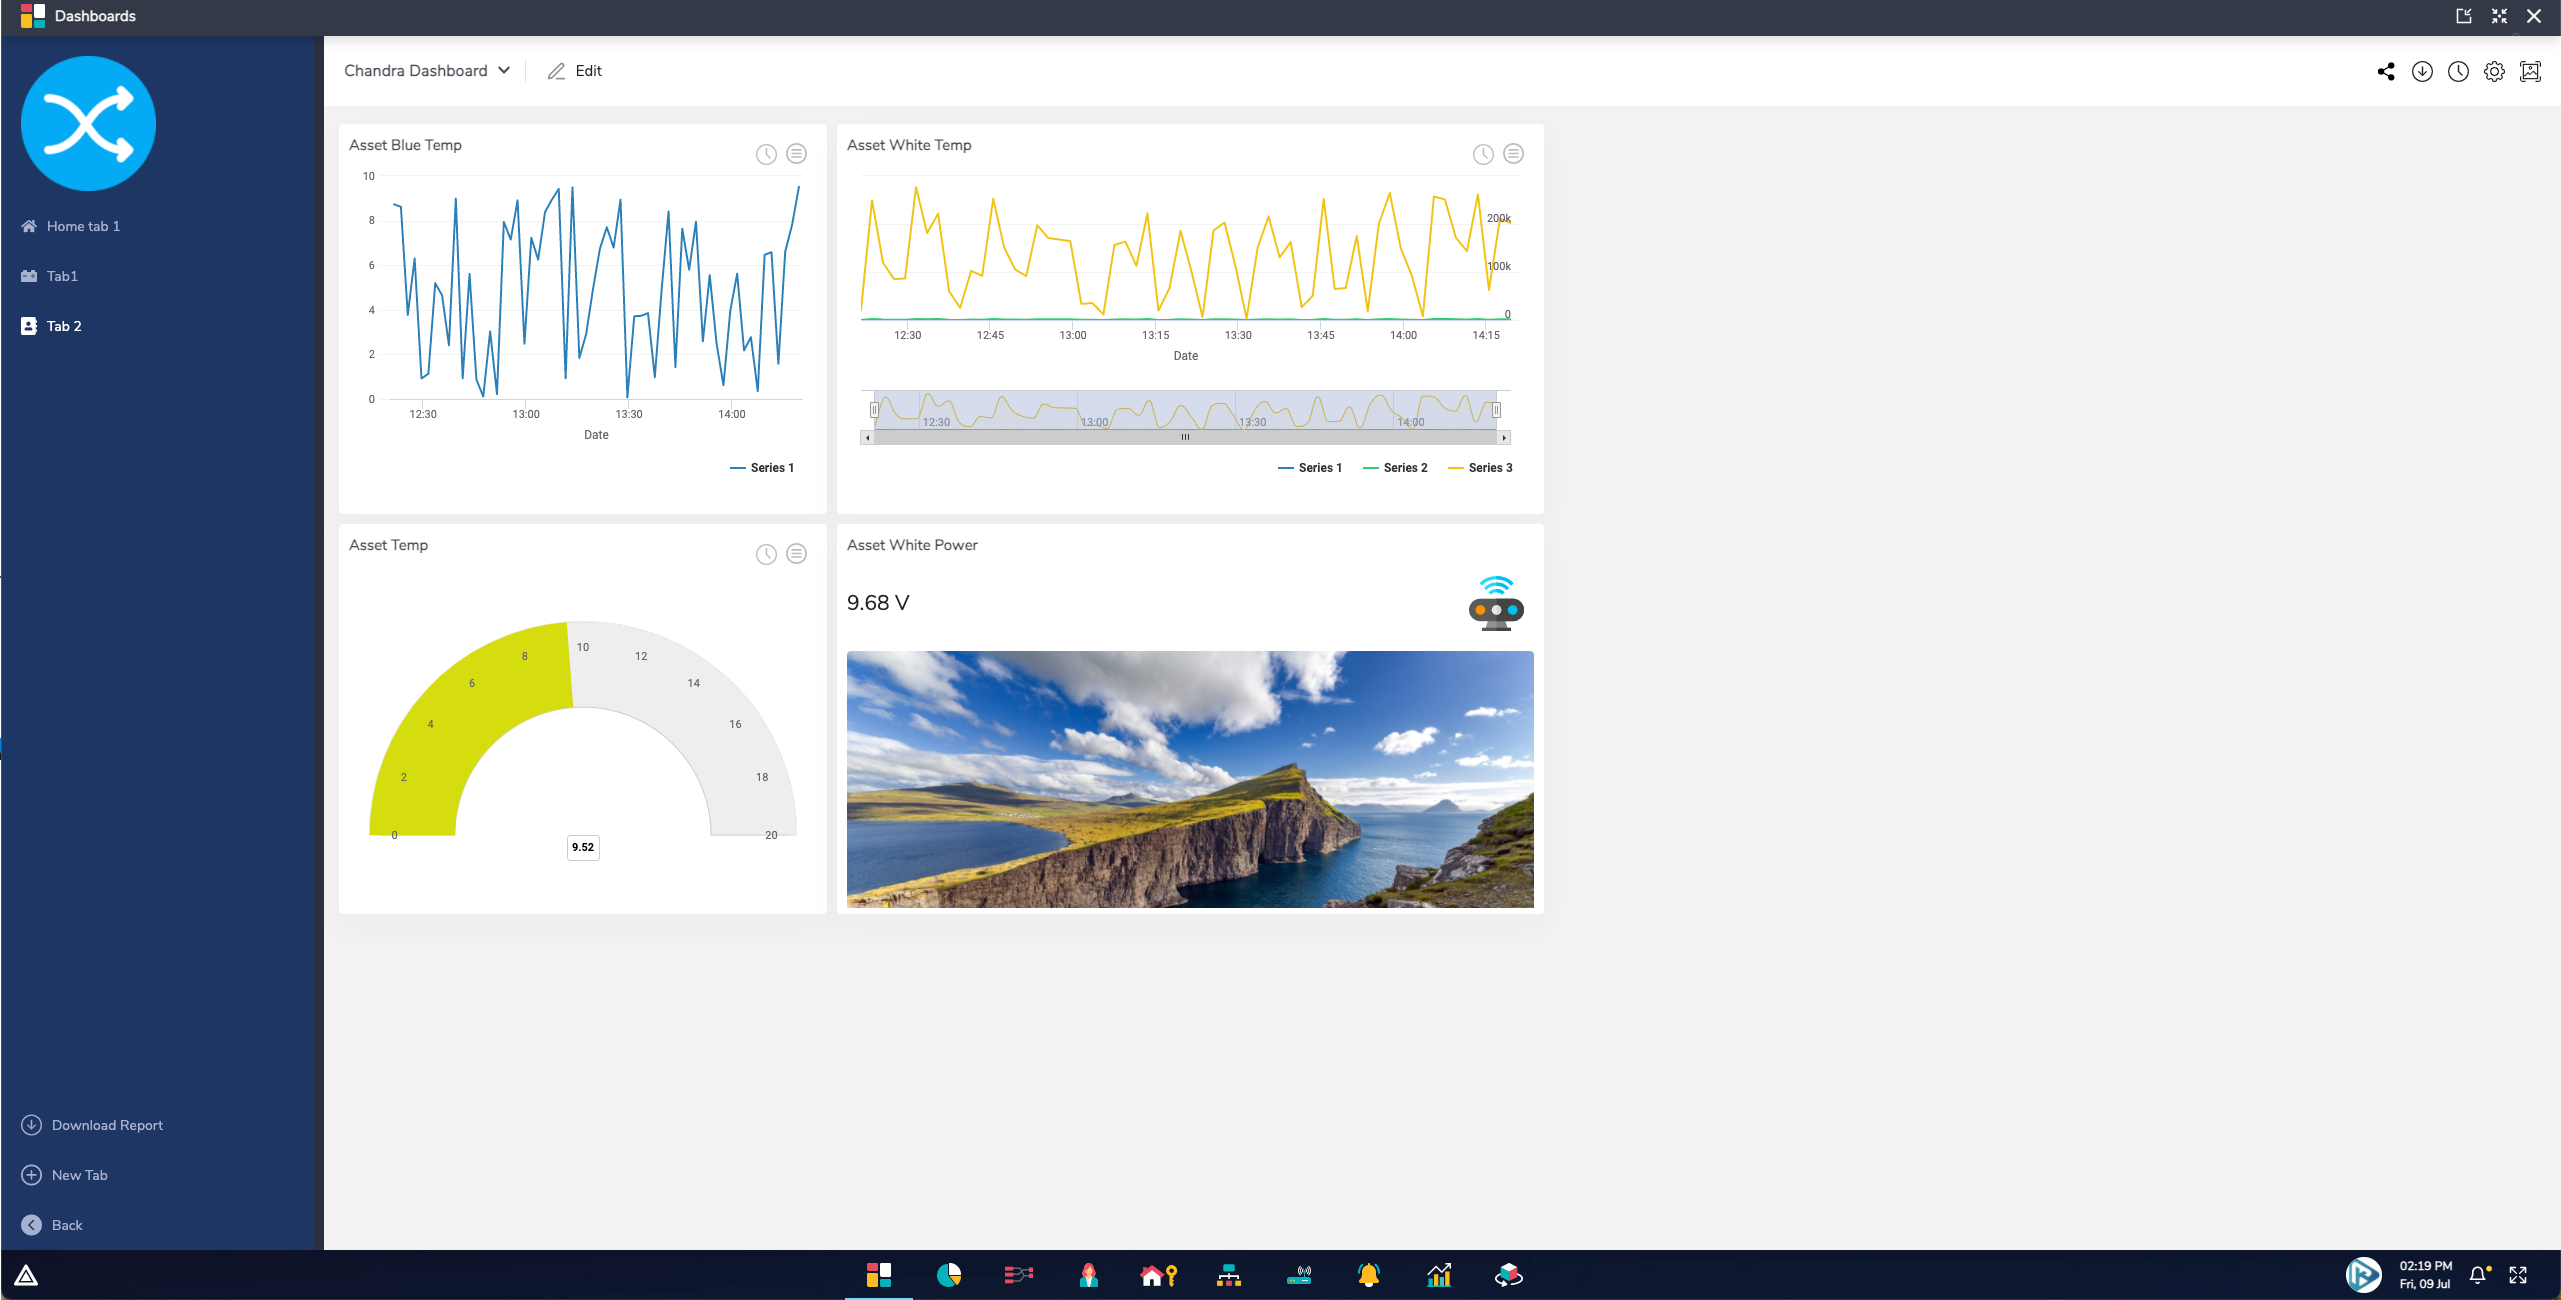 Dashboards
Chandra Dashboard
Edit
Home tab 1
Tab1
Tab 2
Download Report
New Tab
Back
Asset Blue Temp
10
8
6
4
2
0
12:30 13:00 13:30 14:00
Date
Series 1
Asset White Temp
200k
100k
0
12:30 12:45 13:00 13:15 13:30 13:45 14:00 14:15
Date
12:30 13:00 13:30 14:00
Series 1 Series 2 Series 3
Asset Temp
0
2
4
6
8
10
12
14
16
18
20
9.52
Asset White Power
9.68 V
02:19 PM
Fri, 09 Jul